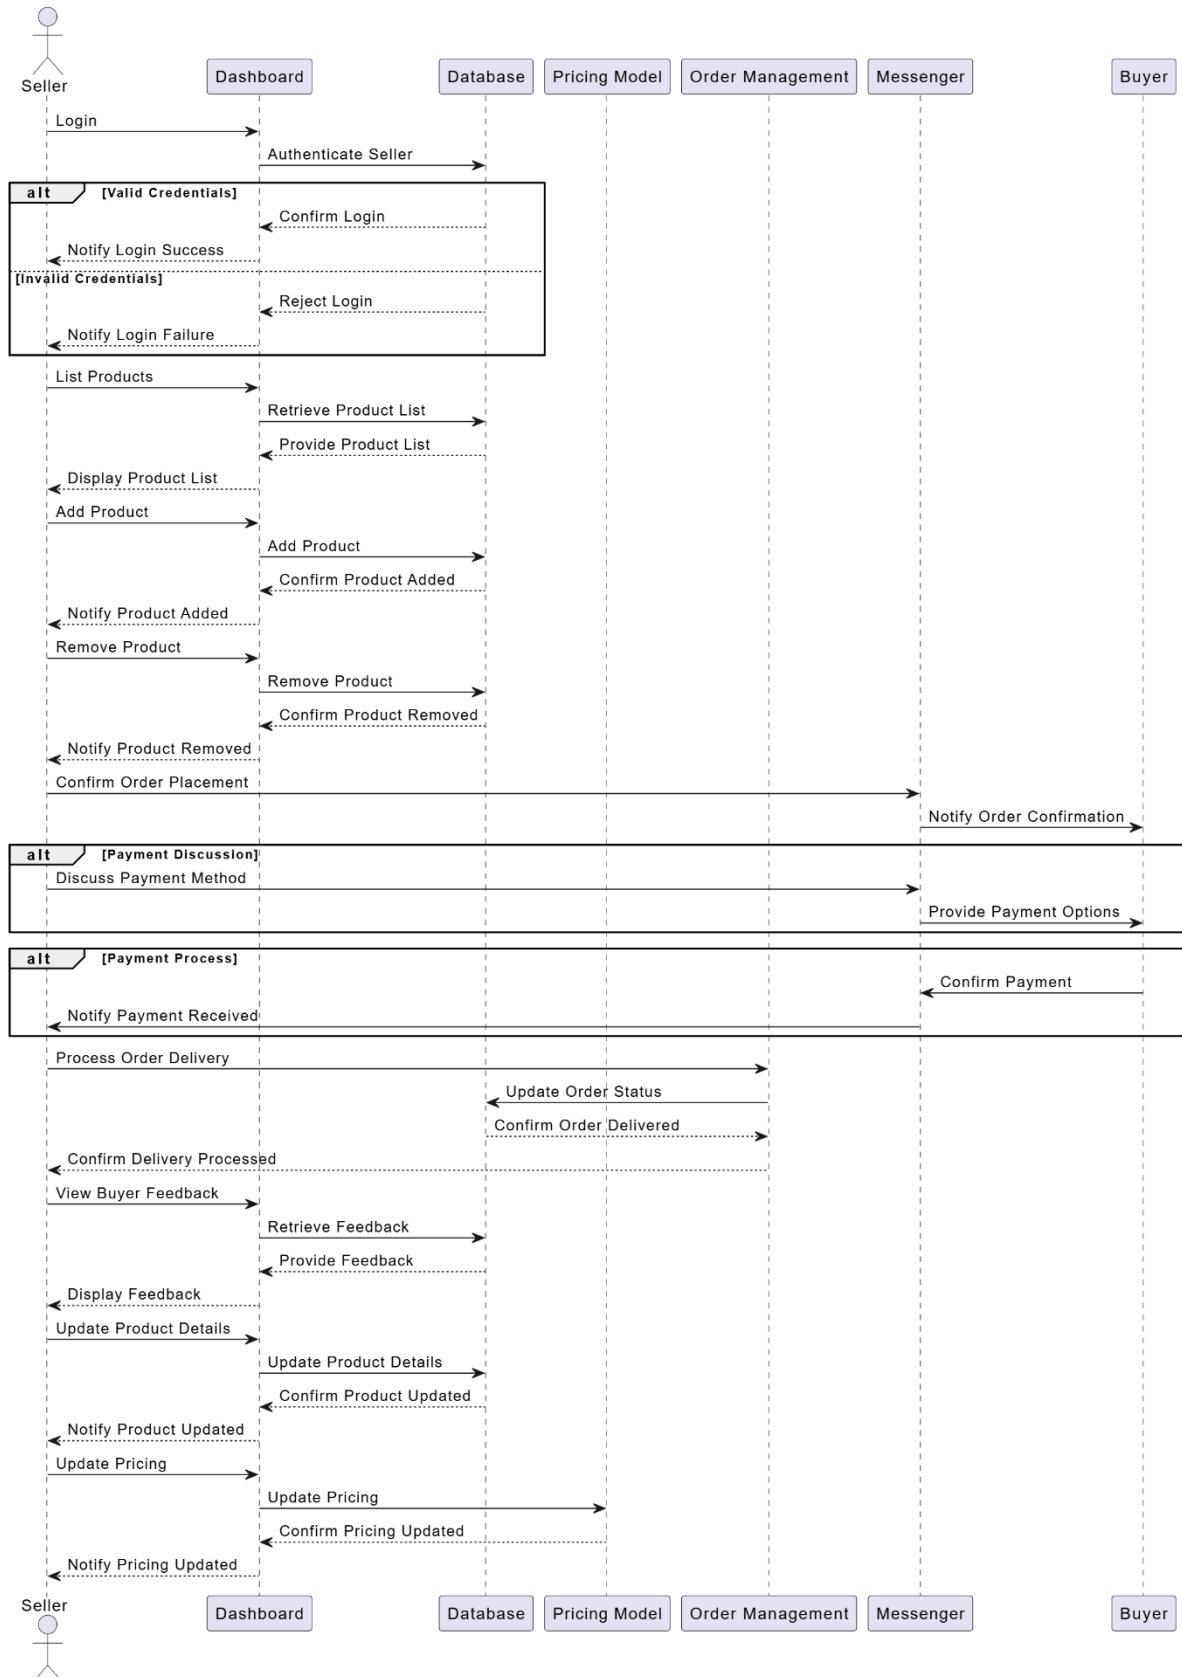 Seller
Dashboard Database Pricing Model Order Management Messenger Buyer
Login
Authenticate Seller
alt [Valid Credentials]
Confirm Login
Notify Login Success
[Invalid Credentials]
Reject Login
Notify Login Failure
List Products
Retrieve Product List
Provide Product List
Display Product List
Add Product
Add Product
Confirm Product Added
Notify Product Added
Remove Product
Remove Product
Confirm Product Removed
Notify Product Removed
Confirm Order Placement
Notify Order Confirmation
alt [Payment Discussion]
Discuss Payment Method
Provide Payment Options
alt [Payment Process]
Confirm Payment
Notify Payment Received
Process Order Delivery
Update Order Status
Confirm Order Delivered
Confirm Delivery Processed
View Buyer Feedback
Retrieve Feedback
Provide Feedback
Display Feedback
Update Product Details
Update Product Details
Confirm Product Updated
Notify Product Updated
Update Pricing
Update Pricing
Confirm Pricing Updated
Notify Pricing Updated
Seller
Dashboard Database Pricing Model Order Management Messenger Buyer